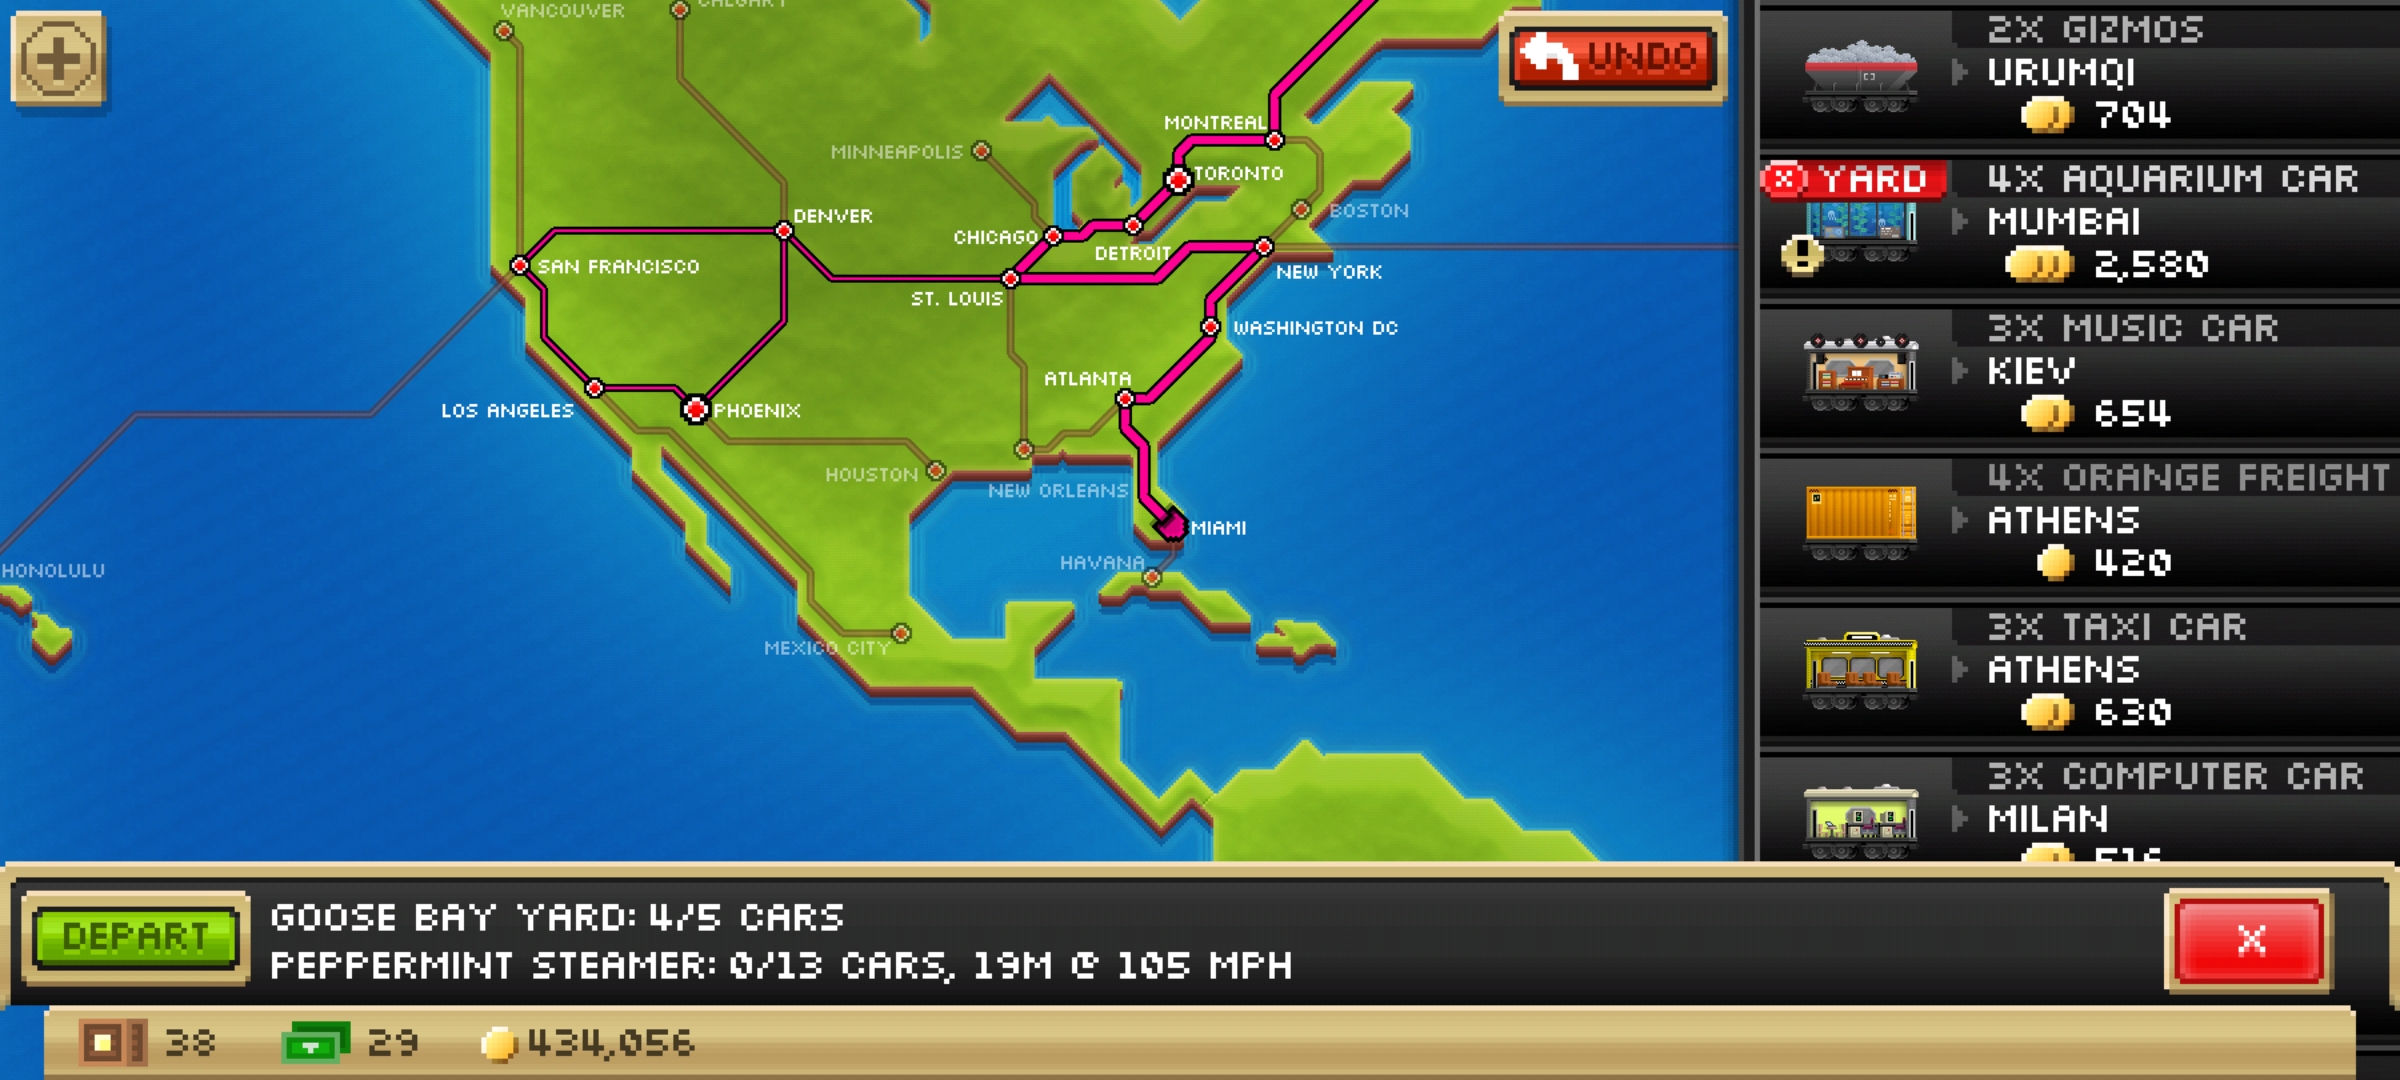 VANCOUVER
CALGARY
UNDO
MONTREAL
MINNEAPOLIS
TORONTO
BOSTON
DENVER
CHICAGO
DETROIT
SAN FRANCISCO
NEW YORK
ST. LOUIS
WASHINGTON DC
ATLANTA
LOS ANGELES
PHOENIX
HOUSTON
NEW ORLEANS
MIAMI
HAVANA
HONOLULU
MEXICO CITY
2X GIZMOS
URUMQI
704
YARD
4X AQUARIUM CAR
MUMBAI
2,580
3X MUSIC CAR
KIEV
654
4X ORANGE FREIGHT
ATHENS
420
3X TAXI CAR
ATHENS
630
3X COMPUTER CAR
MILAN
DEPART
GOOSE BAY YARD: 4/5 CARS
PEPPERMINT STEAMER: 0/13 CARS, 19M @ 105 MPH
X
38
29
434,056